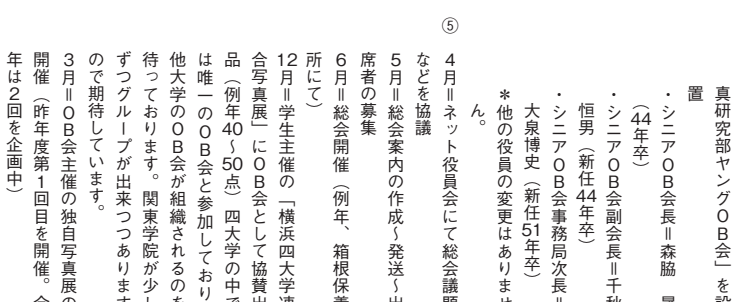 真研究部ヤングＯＢ会」を設
置
・シニアＯＢ会長＝森脇
（44年卒）
・シニアＯＢ会副会長＝千秋
恒男（新任44年卒）
・シニアＯＢ会事務局次長＝
大泉博史（新任51年卒）
＊他の役員の変更はありませ
ん。
⑤
４月＝ネット役員会にて総会議題
などを協議
５月＝総会案内の作成～発送～出
席者の募集
６月＝総会開催（例年、箱根保養
所にて）
12月＝学生主催の「横浜四大学連
合写真展」にＯＢ会として協賛出
品（例年40～50点）四大学の中で
は唯一のＯＢ会と参加しており
他大学のＯＢ会が組織されるのを
待っております。関東学院が少し
ずつグループが出来つつあります
ので期待しています。
３月＝ＯＢ会主催の独自写真展の
開催（昨年度第１回目を開催。今
年は２回を企画中）